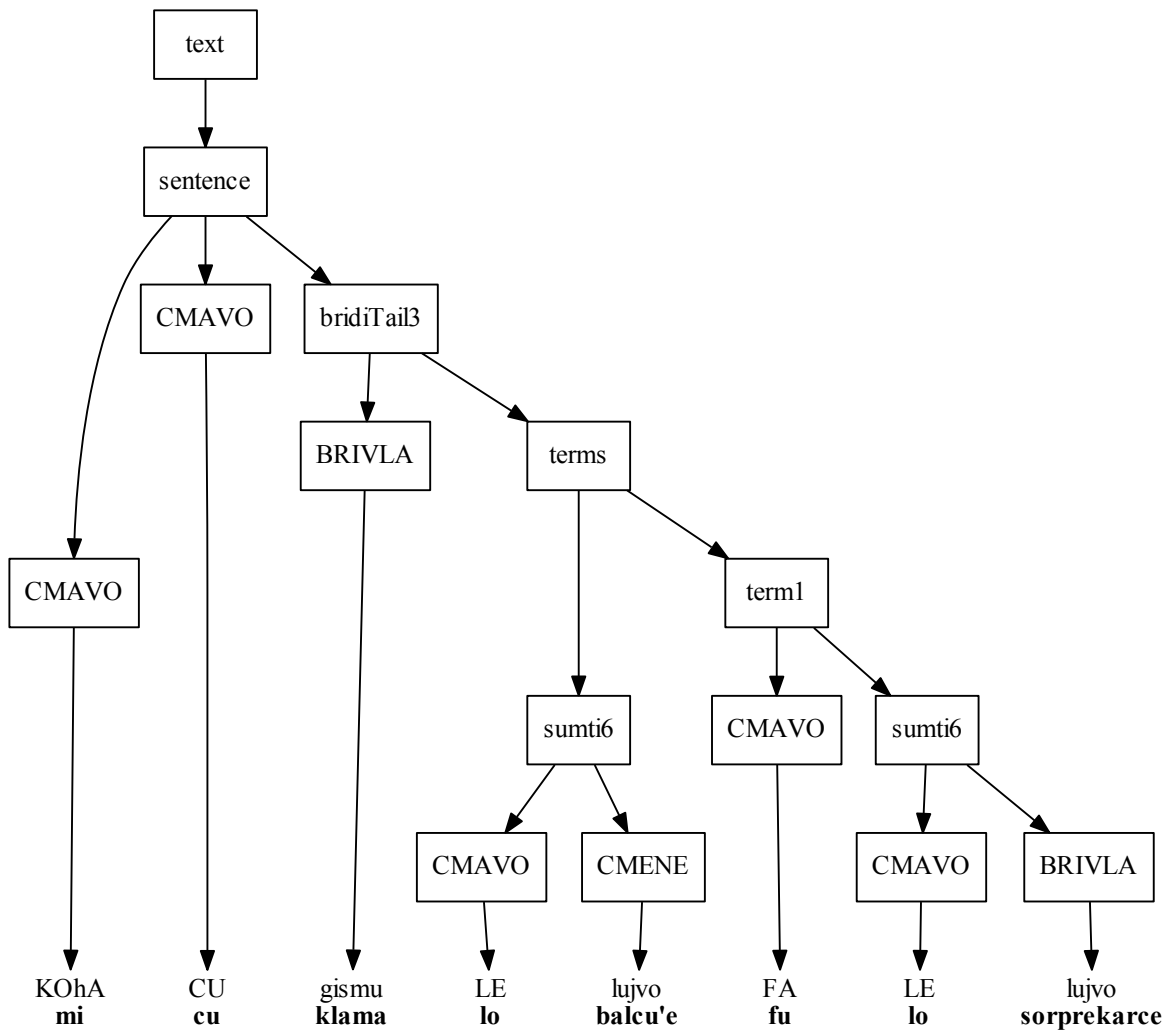 text
sentence
CMAVO bridiTail3
BRIVLA terms
CMAVO term1
sumti6 CMAVO sumti6
CMAVO CMENE CMAVO BRIVLA
KOhA CU gismu LE lujvo FA LE lujvo
mi cu klama lo balcu'e fu lo sorprekarce